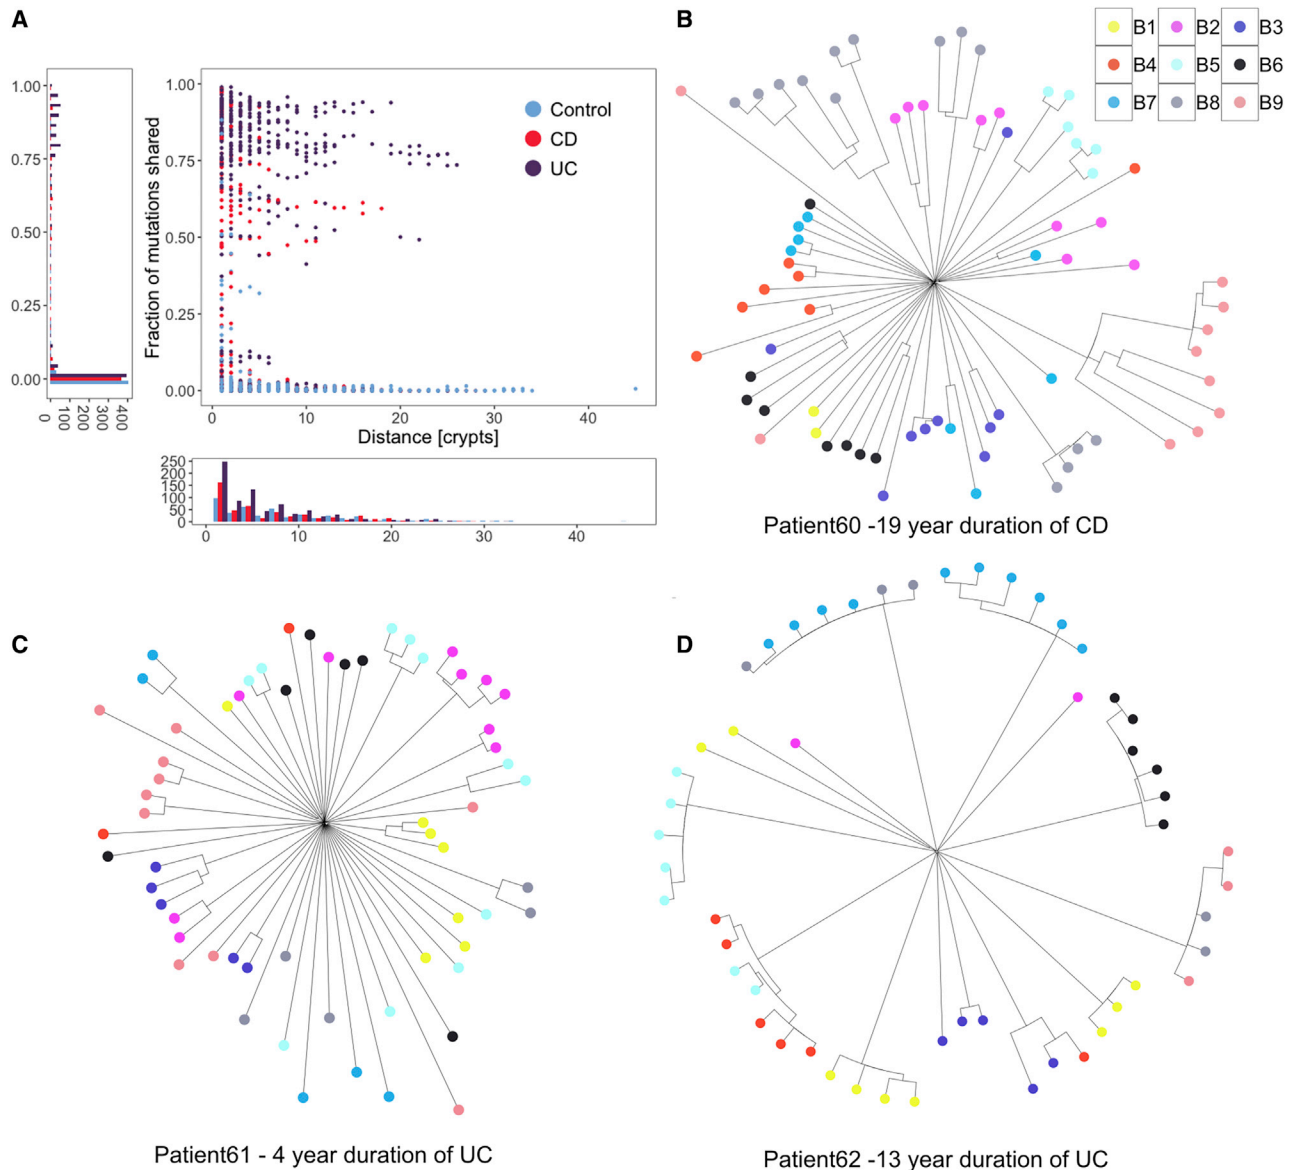 A
1.00
0.75
0.50
0.25
0.00
0
100
200
300
400
Fraction of mutations shared
1.00
0.75
0.50
0.25
0.00
0 10 20 30 40
Distance [crypts]
Control
CD
UC
250
200
150
100
50
0
0 10 20 30 40
B
B1 B2 B3
B4 B5 B6
B7 B8 B9
Patient60 -19 year duration of CD
C
Patient61 - 4 year duration of UC
D
Patient62 -13 year duration of UC